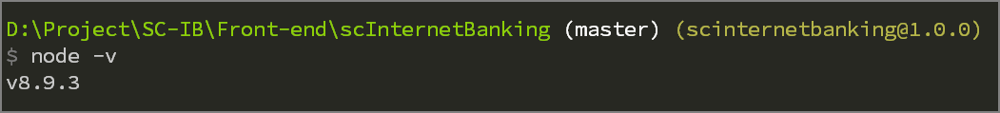 D:\Project\SC-IB\Front-end\scInternetBanking (master) (scinternetbanking@1.0.0)
$ node -v
v8.9.3